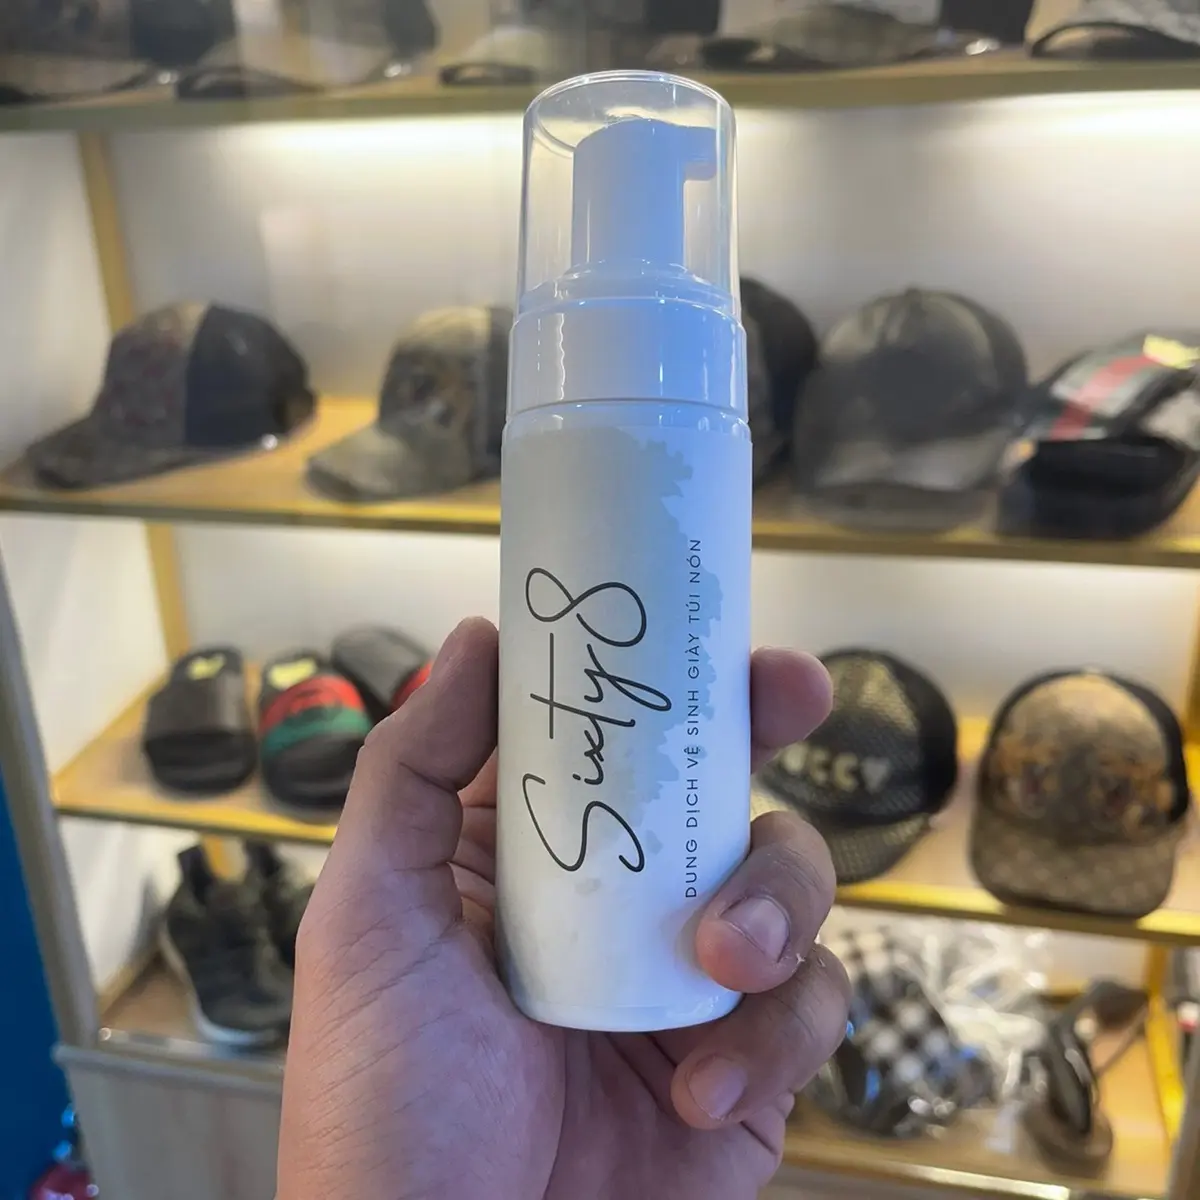 Sixty8
DUNG DỊCH VỆ SINH GIÀY TÚI NÓN